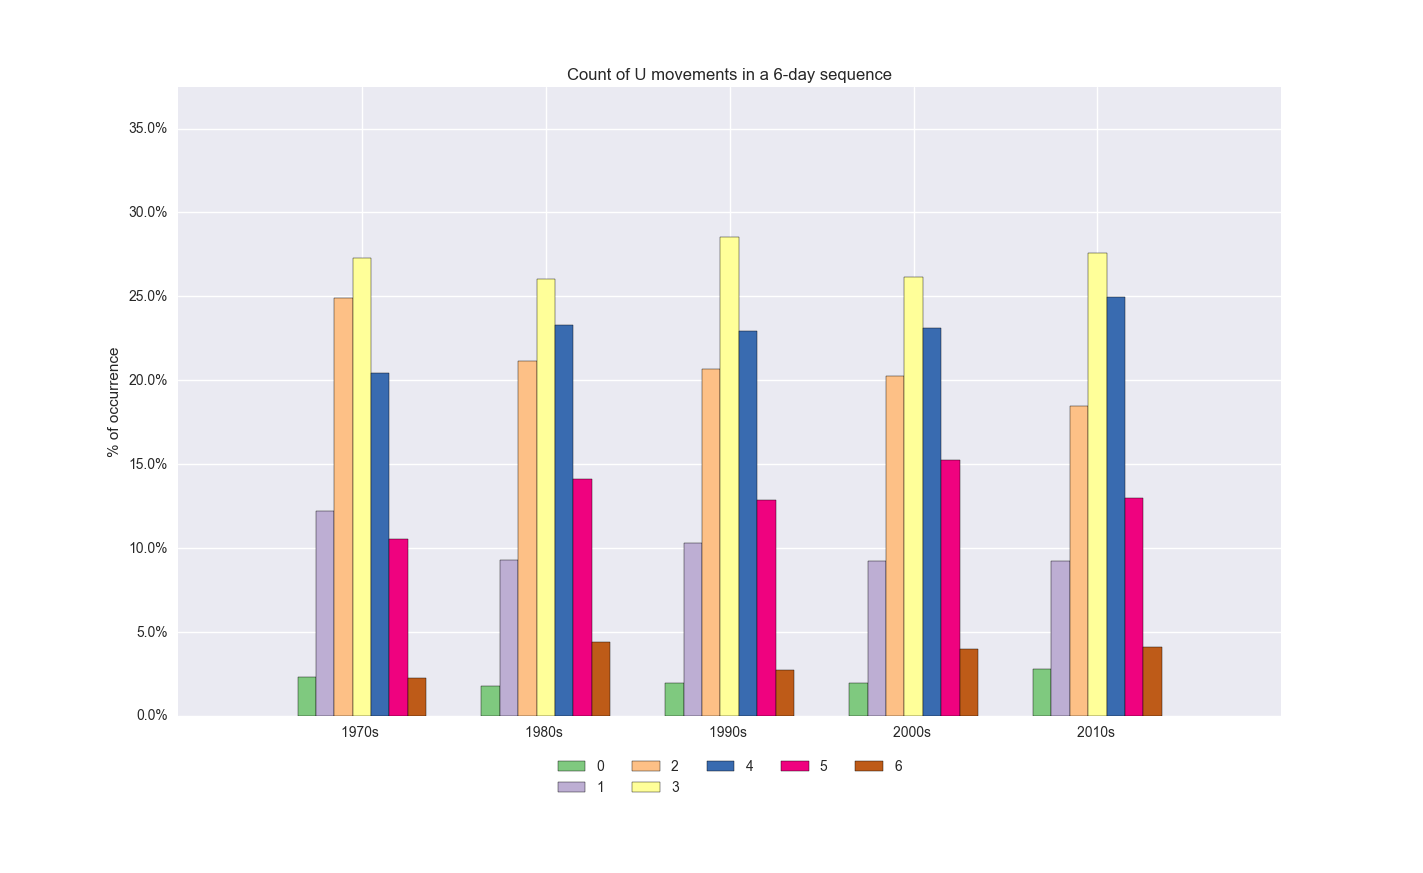 Count of U movements in a 6-day sequence
35.0%
30.0%
25.0%
20.0%
15.0%
10.0%
5.0%
0.0%
% of occurrence
1970s 1980s 1990s 2000s 2010s
0 2 4 5 6
1 3